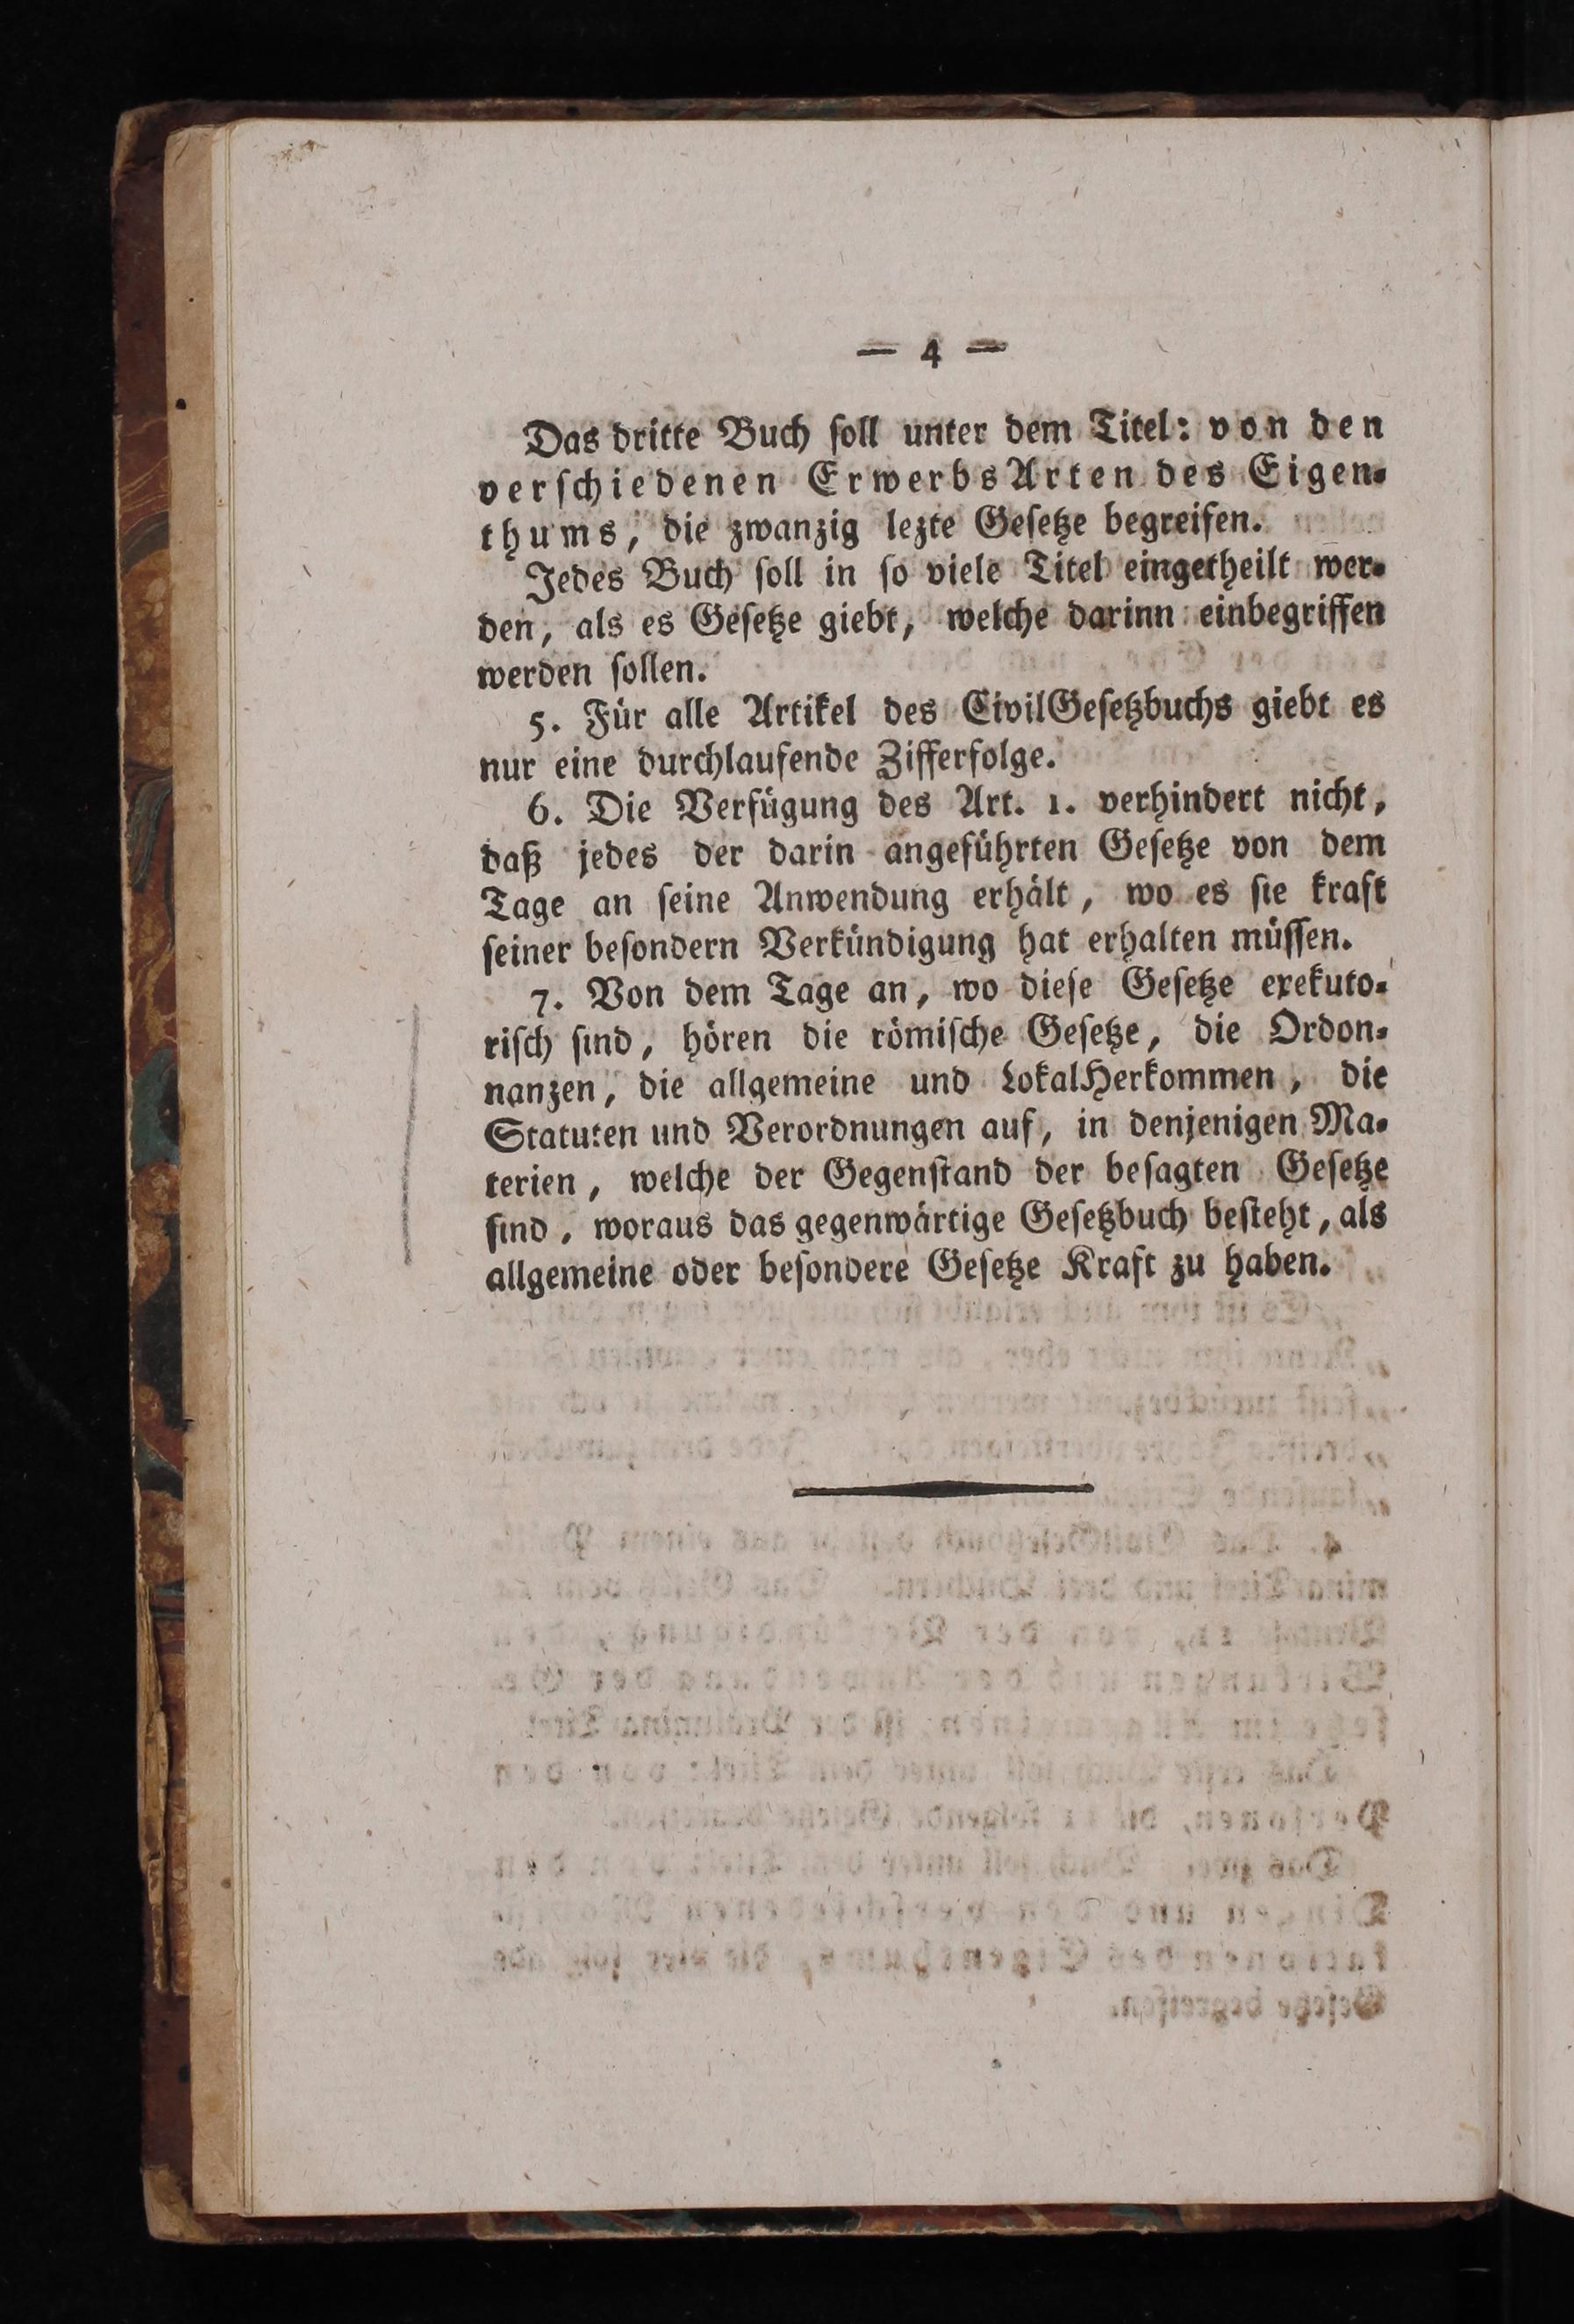 — 4 —
Das dritte Buch soll unter dem Titel: von den
verschiedenen ErwerbsArten des Eigen-
thums, die zwanzig lezte Gesetze begreifen.
Jedes Buch soll in so viele Titel eingetheilt wer-
den, als es Gesetze giebt, welche darinn einbegriffen
werden sollen.
5. Für alle Artikel des CivilGesetzbuchs giebt es
nur eine durchlaufende Zifferfolge.
6. Die Verfügung des Art. 1. verhindert nicht,
daß jedes der darin angeführten Gesetze von dem
Tage an seine Anwendung erhält, wo es sie kraft
seiner besondern Verkündigung hat erhalten müssen.
7. Von dem Tage an, wo diese Gesetze exekuto-
risch sind, hören die römische Gesetze, die Ordon-
nanzen, die allgemeine und LokalHerkommen, die
Statuten und Verordnungen auf, in denjenigen Ma-
terien, welche der Gegenstand der besagten Gesetze
sind, woraus das gegenwärtige Gesetzbuch besteht, als
allgemeine oder besondere Gesetze Kraft zu haben.